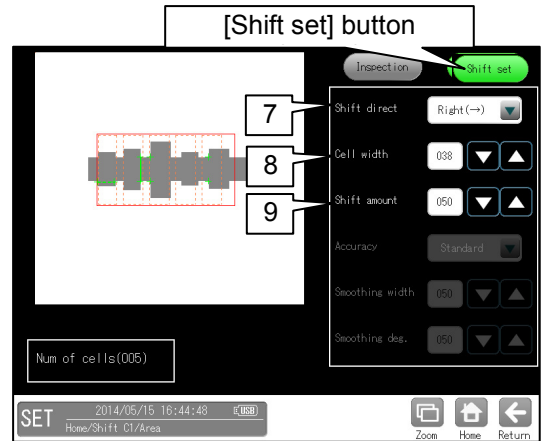 [Shift set] button
Inspection
Shift set
7
Shift direct
Right(→)
8
Cell width
038
9
Shift amount
050
Accuracy
Standard
Smoothing width
050
Smoothing deg.
050
Num of cells(005)
SET
2014/05/15 16:44:48
USB
Home/Shift C1/Area
Zoom
Home
Return